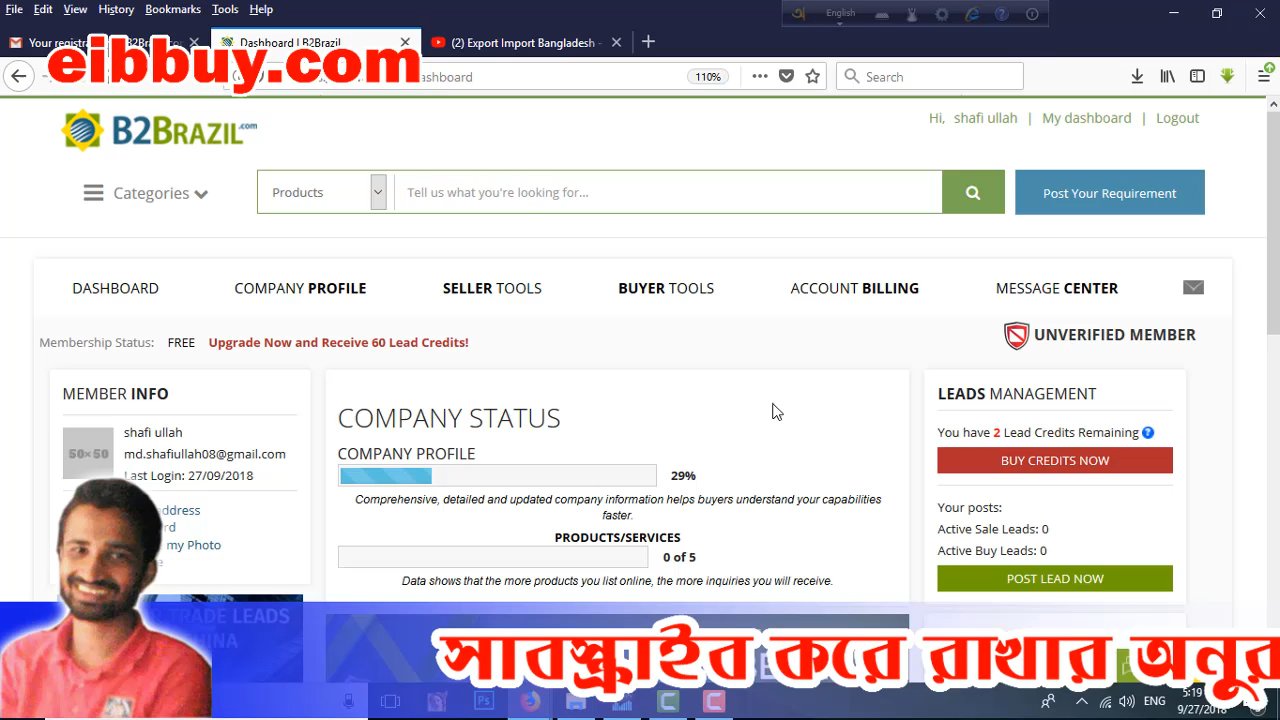 File Edit View History Bookmarks Tools Help
English
Dashboard | B2Brazil
(2) Export Import Bangladesh -
eibbuy.com
110%
Search
B2BRAZIL.com
Hi, shafi ullah | My dashboard | Logout
Categories
Products
Tell us what you're looking for...
Post Your Requirement
DASHBOARD
COMPANY PROFILE
SELLER TOOLS
BUYER TOOLS
ACCOUNT BILLING
MESSAGE CENTER
Membership Status: FREE Upgrade Now and Receive 60 Lead Credits!
UNVERIFIED MEMBER
MEMBER INFO
50×50
shafi ullah
md.shafiullah08@gmail.com
Last Login: 27/09/2018
my Photo
COMPANY STATUS
COMPANY PROFILE
29%
Comprehensive, detailed and updated company information helps buyers understand your capabilities
faster.
PRODUCTS/SERVICES
0 of 5
Data shows that the more products you list online, the more inquiries you will receive.
LEADS MANAGEMENT
You have 2 Lead Credits Remaining
BUY CREDITS NOW
Your posts:
Active Sale Leads: 0
Active Buy Leads: 0
POST LEAD NOW
TRADE LEADS
সাবস্ক্রাইব করে রাখার অনুর
ENG
9/27/2018